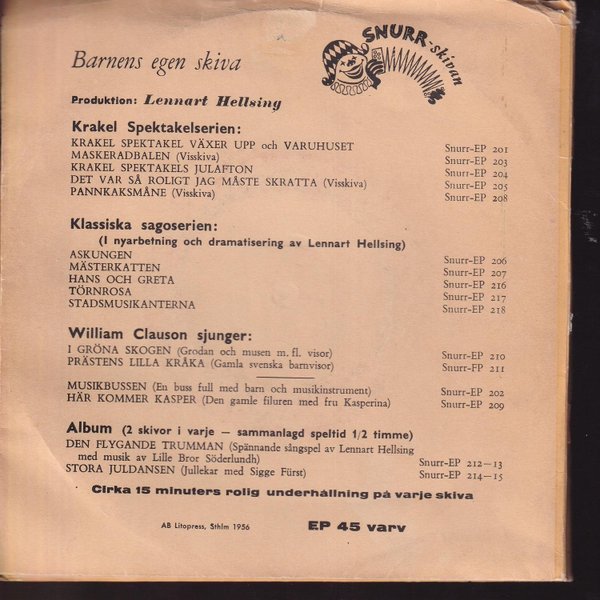 Barnens egen skiva
SNURR-skivan
Produktion: Lennart Hellsing
Krakel Spektakelserien:
KRAKEL SPEKTAKEL VÄXER UPP och VARUHUSET Snurr-EP 201
MASKERADBALEN (Visskiva) Snurr-EP 203
KRAKEL SPEKTAKELS JULAFTON Snurr-EP 204
DET VAR SÅ ROLIGT JAG MÅSTE SKRATTA (Visskiva) Snurr-EP 205
PANNKAKSMÅNE (Visskiva) Snurr-EP 208
Klassiska sagoserien:
(I nyarbetning och dramatisering av Lennart Hellsing)
ASKUNGEN Snurr-EP 206
MÄSTERKATTEN Snurr-EP 207
HANS OCH GRETA Snurr-EP 216
TÖRNROSA Snurr-EP 217
STADSMUSIKANTERNA Snurr-EP 218
William Clauson sjunger:
I GRÖNA SKOGEN (Grodan och musen m. fl. visor) Snurr-EP 210
PRÄSTENS LILLA KRÅKA (Gamla svenska barnvisor) Snurr-FP 211
MUSIKBUSSEN (En buss full med barn och musikinstrument) Snurr-EP 202
HÄR KOMMER KASPER (Den gamle filuren med fru Kasperina) Snurr-EP 209
Album (2 skivor i varje — sammanlagd speltid 1/2 timme)
DEN FLYGANDE TRUMMAN (Spännande sångspel av Lennart Hellsing
med musik av Lille Bror Söderlundh) Snurr-EP 212—13
STORA JULDANSEN (Jullekar med Sigge Fürst) Snurr-EP 214—15
Cirka 15 minuters rolig underhållning på varje skiva
AB Litopress, Sthlm 1956
EP 45 varv